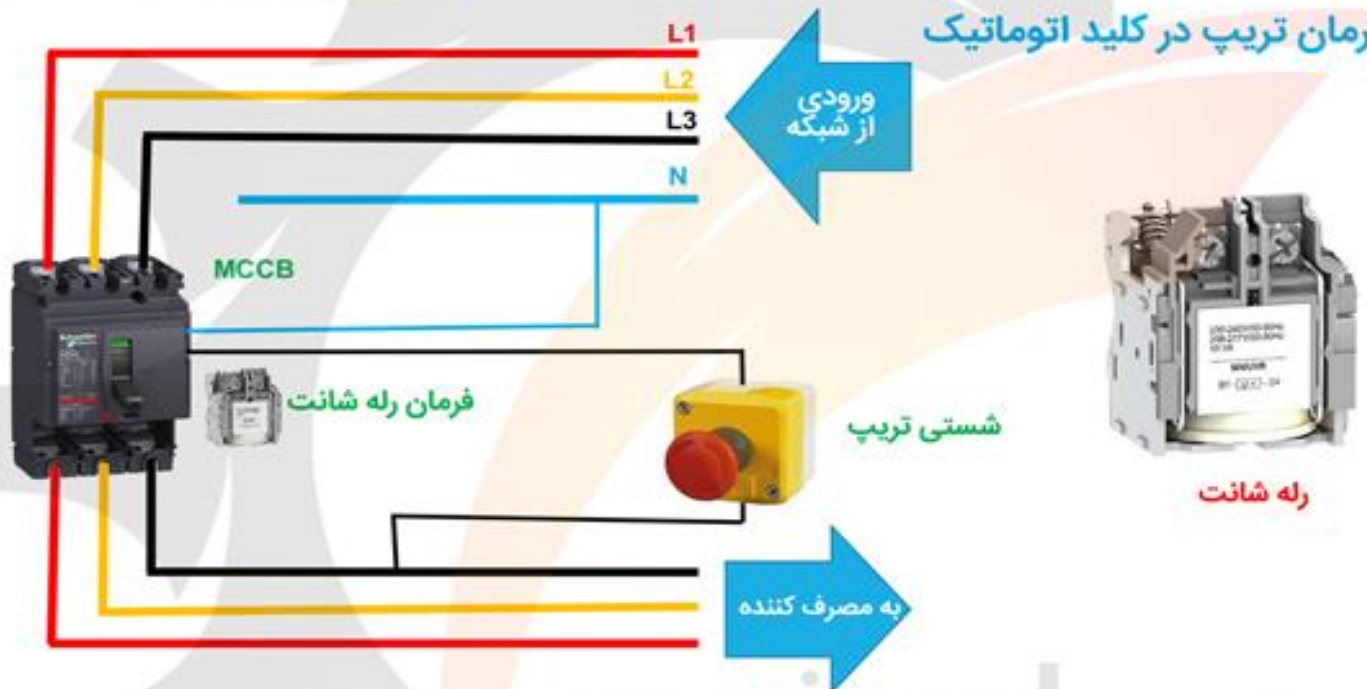 رمان تریپ در کلید اتوماتیک
L1
L2
L3
N
ورودی
از شبکه
MCCB
فرمان رله شانت
شستی تریپ
رله شانت
به مصرف کننده